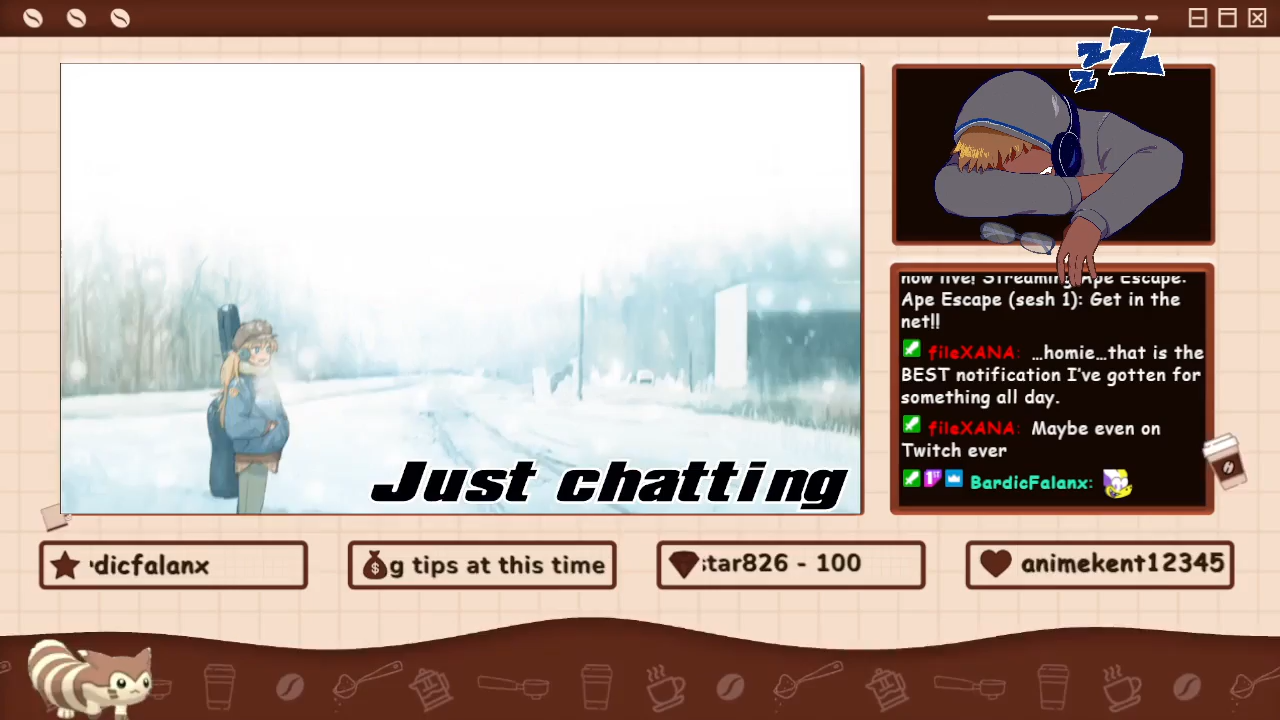 zzZ
now live! Streaming Ape Escape:
Ape Escape (sesh 1): Get in the
net!!
fileXANA: …homie…that is the
BEST notification I've gotten for
something all day.
fileXANA: Maybe even on
Twitch ever
BardicFalanx:
Just chatting
dicfalanx
g tips at this time
tar826 - 100
animekent12345